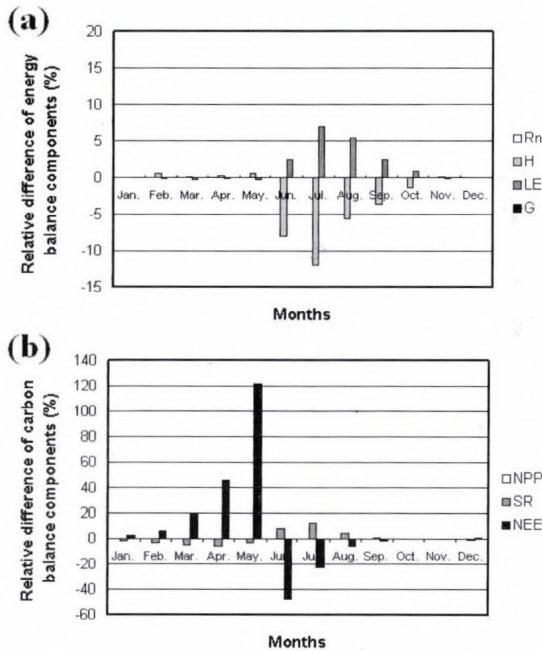 (a)
Relative difference of energy
balance components (%)
20
15
10
5
0
-5
-10
-15
Jan. Feb. Mar. Apr. May. Jun. Jul. Aug. Sep. Oct. Nov. Dec.
Months
Rn
H
LE
G
(b)
Relative difference of carbon
balance components (%)
140
120
100
80
60
40
20
0
-20
-40
-60
Jan. Feb. Mar. Apr. May. Jun. Jul. Aug. Sep. Oct. Nov. Dec.
Months
NPP
SR
NEE